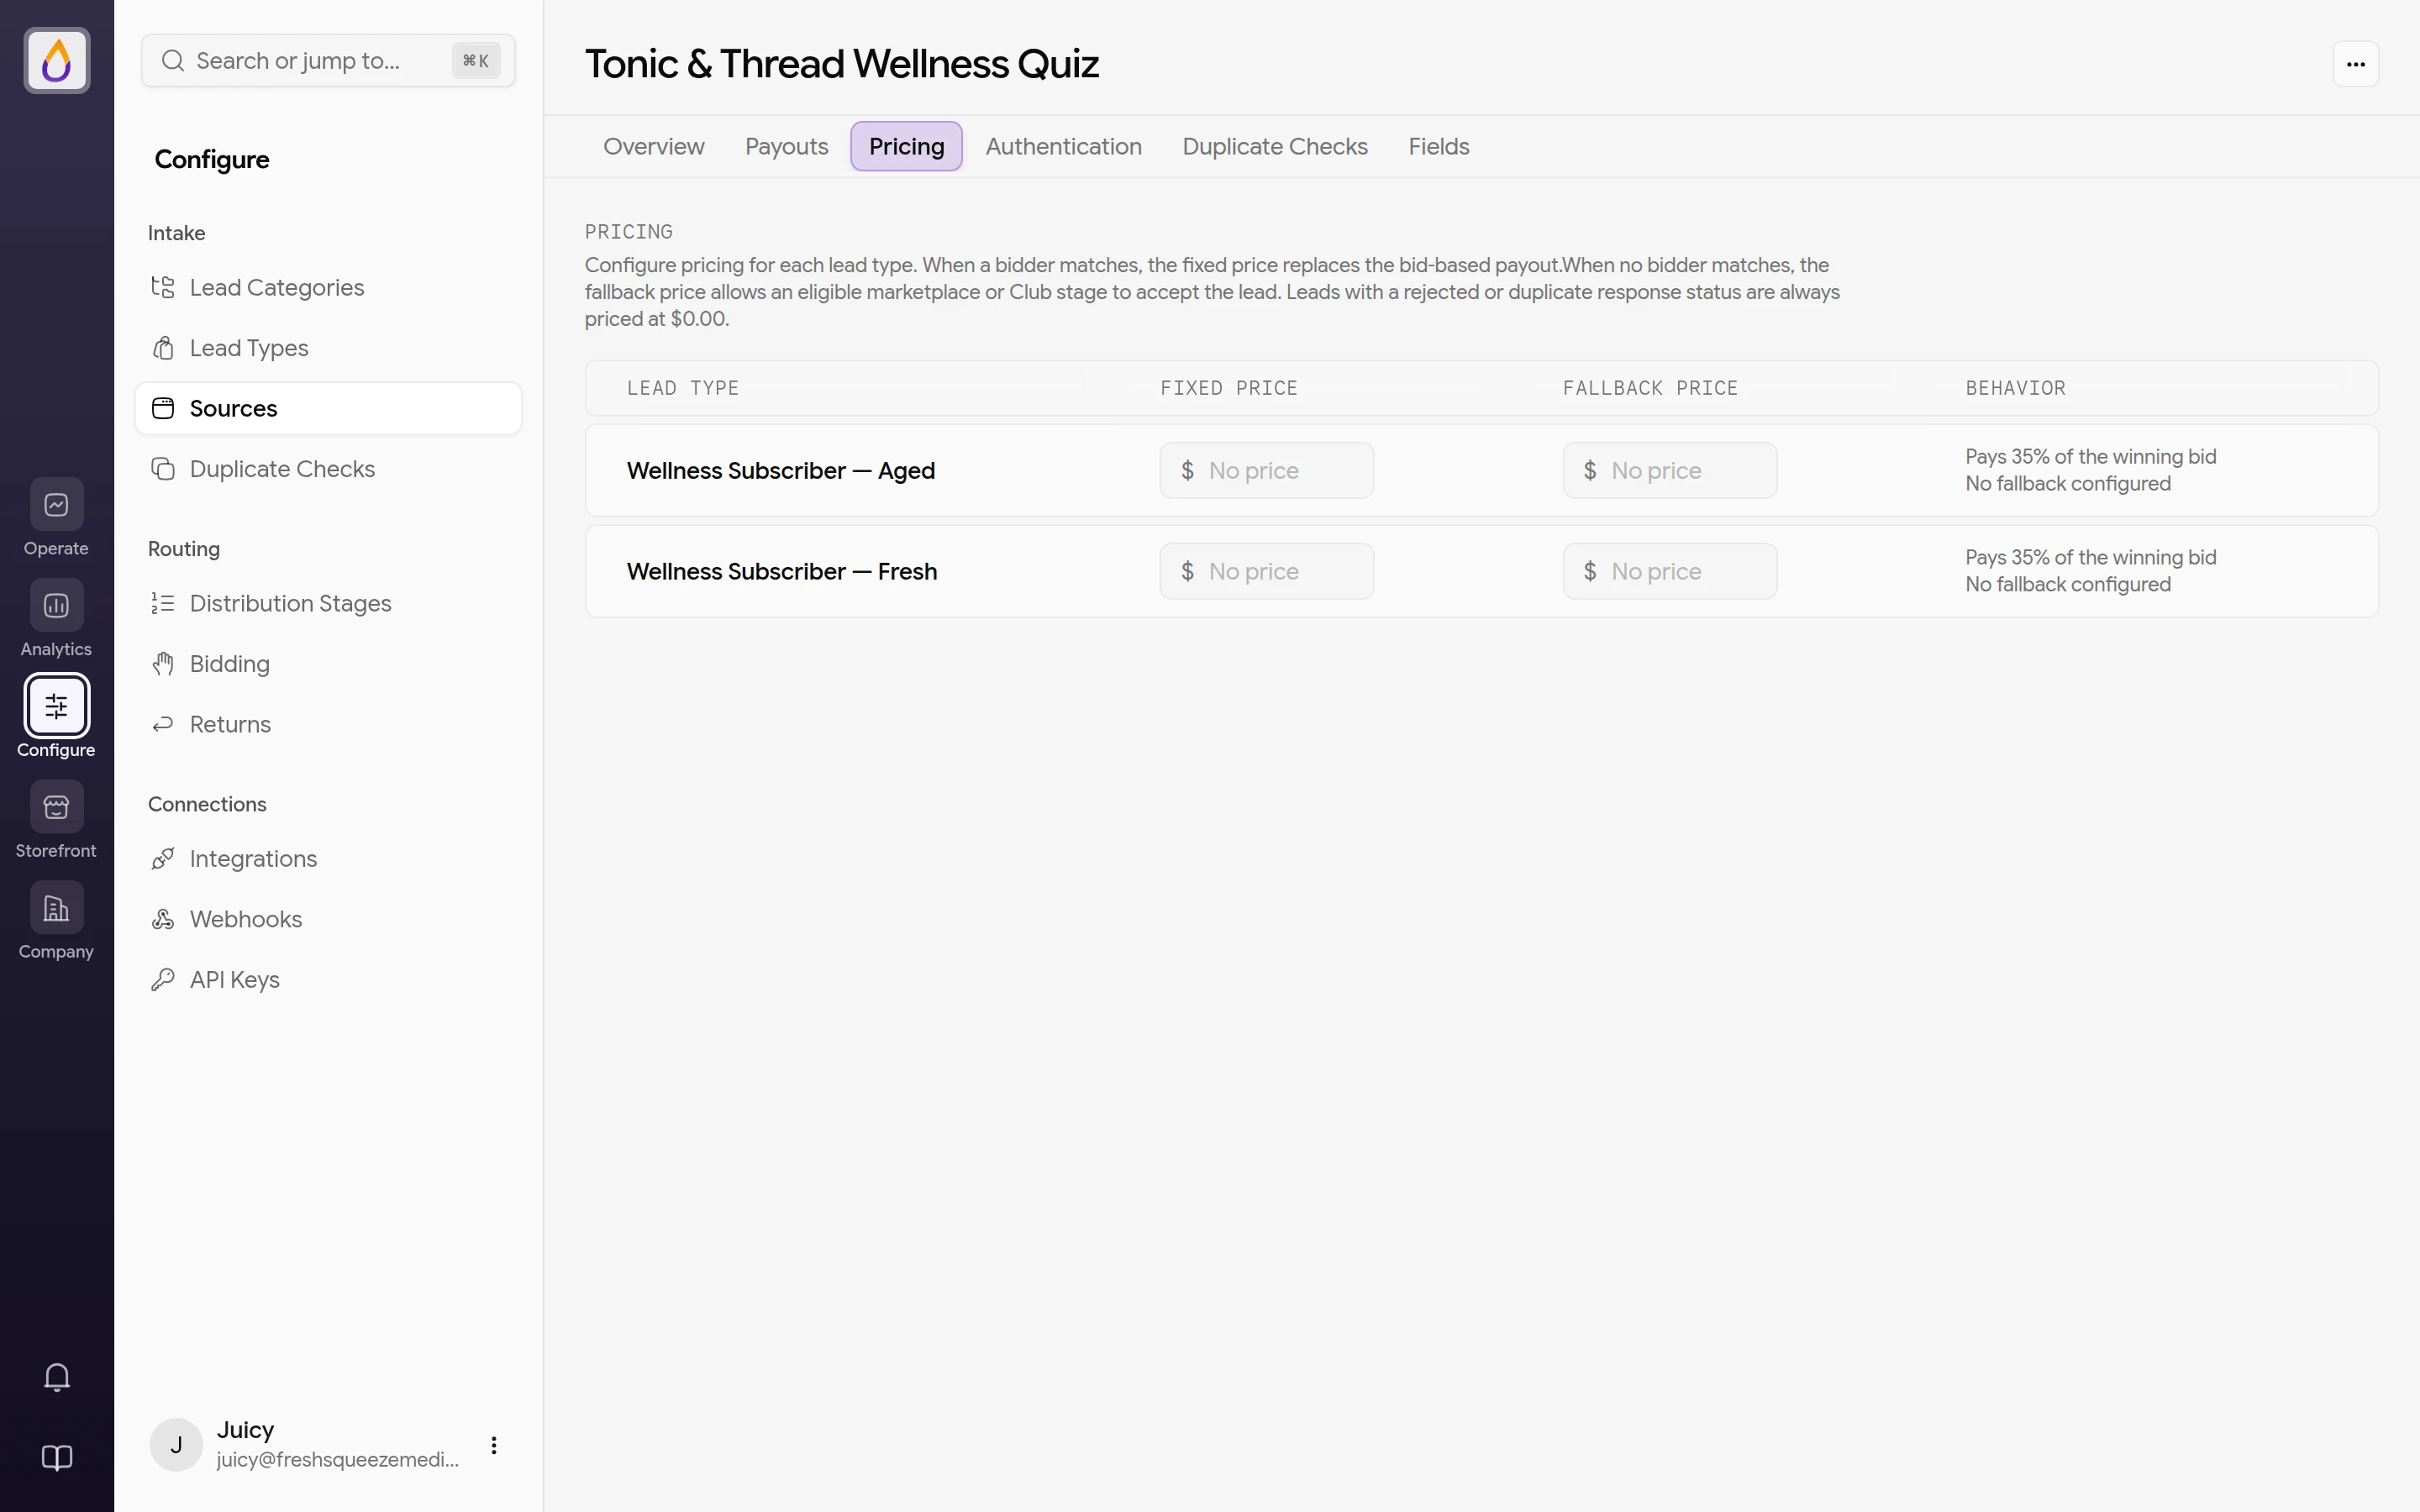 Search or jump to...
⌘K
Configure
Intake
Lead Categories
Lead Types
Sources
Duplicate Checks
Routing
Distribution Stages
Bidding
Returns
Connections
Integrations
Webhooks
API Keys
Operate
Analytics
Configure
Storefront
Company
J
Juicy
juicy@freshsqueezemedi...
Tonic & Thread Wellness Quiz
Overview
Payouts
Pricing
Authentication
Duplicate Checks
Fields
PRICING
Configure pricing for each lead type. When a bidder matches, the fixed price replaces the bid-based payout.When no bidder matches, the
fallback price allows an eligible marketplace or Club stage to accept the lead. Leads with a rejected or duplicate response status are always
priced at $0.00.
LEAD TYPE
FIXED PRICE
FALLBACK PRICE
BEHAVIOR
Wellness Subscriber — Aged
$ No price
$ No price
Pays 35% of the winning bid
No fallback configured
Wellness Subscriber — Fresh
$ No price
$ No price
Pays 35% of the winning bid
No fallback configured